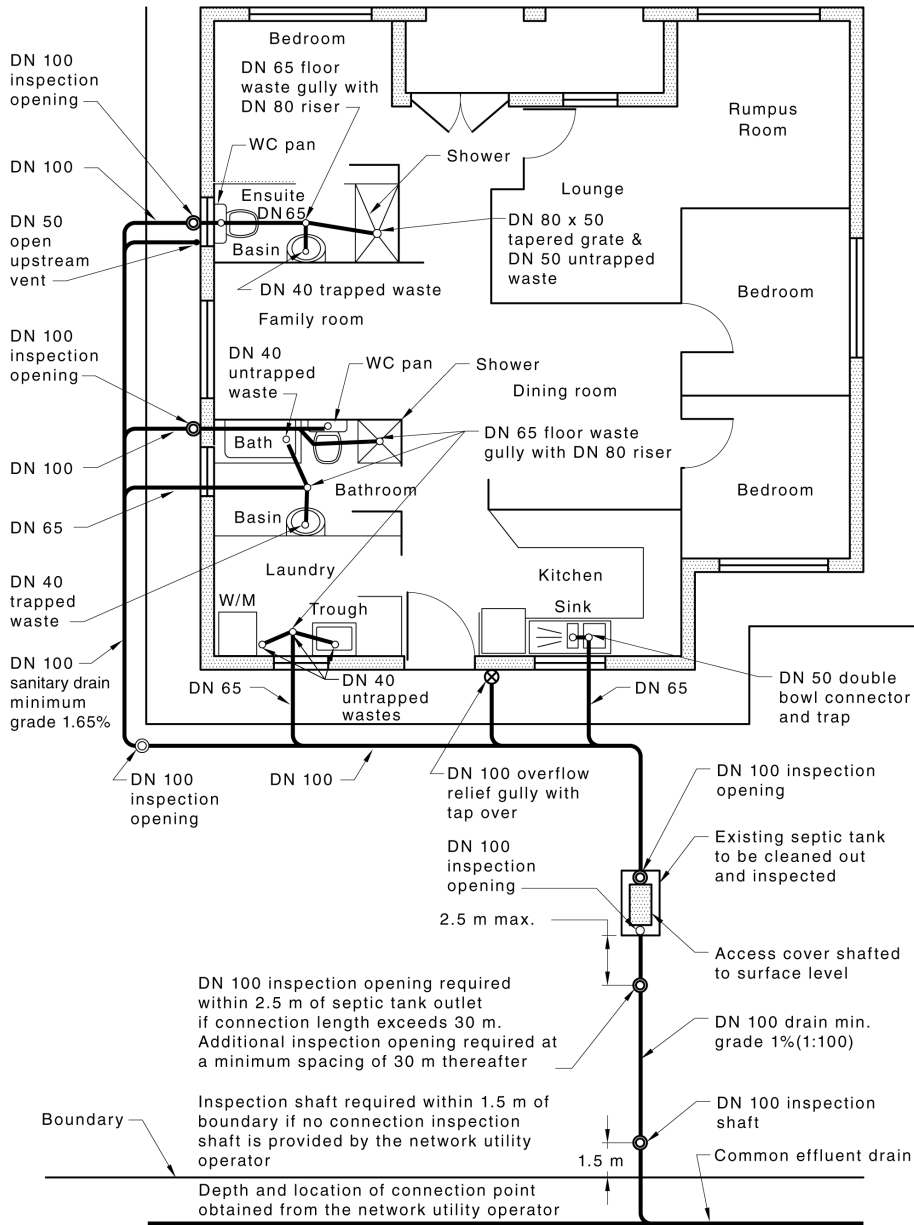 Bedroom
DN 65 floor
waste gully with
DN 80 riser
DN 100
inspection
opening
WC pan
Rumpus
Room
DN 100
Shower
Ensuite
DN 65
Lounge
DN 50
open
upstream
vent
Basin
DN 80 x 50
tapered grate &
DN 50 untrapped
waste
DN 40 trapped waste
Bedroom
Family room
DN 100
inspection
opening
DN 40
untrapped
waste
WC pan
Shower
Dining room
Bath
DN 65 floor waste
gully with DN 80 riser
DN 100
Bathroom
Bedroom
DN 65
Basin
Laundry
Kitchen
DN 40
trapped
waste
W/M
Trough
Sink
DN 100
sanitary drain
minimum
grade 1.65%
DN 65
DN 40
untrapped
wastes
DN 65
DN 50 double
bowl connector
and trap
DN 100
inspection
opening
DN 100
DN 100 overflow
relief gully with
tap over
DN 100 inspection
opening
DN 100
inspection
opening
Existing septic tank
to be cleaned out
and inspected
2.5 m max.
Access cover shafted
to surface level
DN 100 inspection opening required
within 2.5 m of septic tank outlet
if connection length exceeds 30 m.
Additional inspection opening required at
a minimum spacing of 30 m thereafter
DN 100 drain min.
grade 1%(1:100)
Inspection shaft required within 1.5 m of
boundary if no connection inspection
shaft is provided by the network utility
operator
DN 100 inspection
shaft
Boundary
1.5 m
Common effluent drain
Depth and location of connection point
obtained from the network utility operator